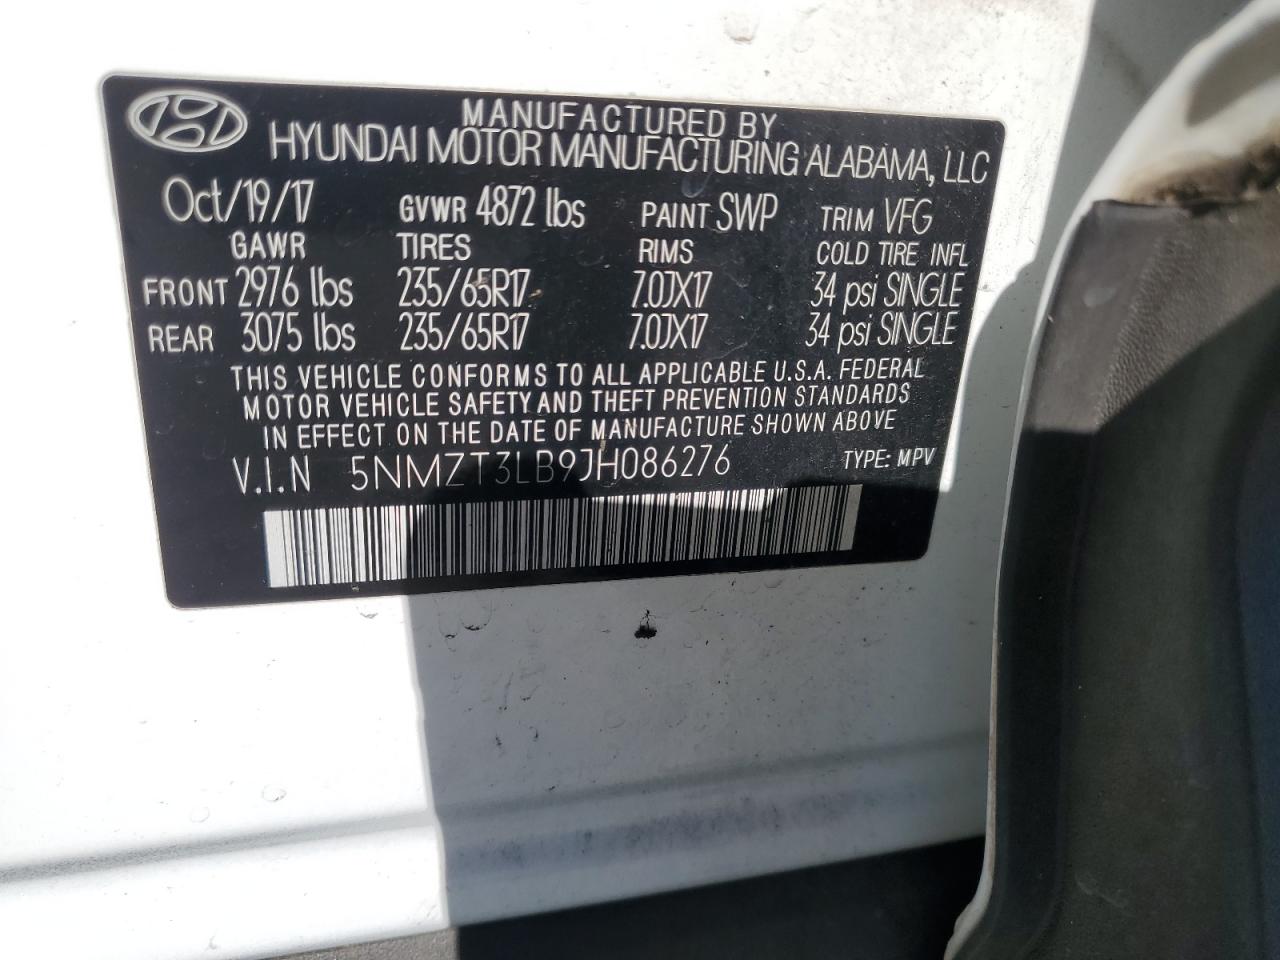 MANUFACTURED BY
HYUNDAI MOTOR MANUFACTURING ALABAMA, LLC
Oct/19/17 GVWR 4872 lbs PAINT SWP TRIM VFG
GAWR TIRES RIMS COLD TIRE INFL
FRONT 2976 lbs 235/65R17 7.0JX17 34 psi SINGLE
REAR 3075 lbs 235/65R17 7.0JX17 34 psi SINGLE
THIS VEHICLE CONFORMS TO ALL APPLICABLE U.S.A. FEDERAL
MOTOR VEHICLE SAFETY AND THEFT PREVENTION STANDARDS
IN EFFECT ON THE DATE OF MANUFACTURE SHOWN ABOVE
V.I.N 5NMZT3LB9JH086276 TYPE: MPV